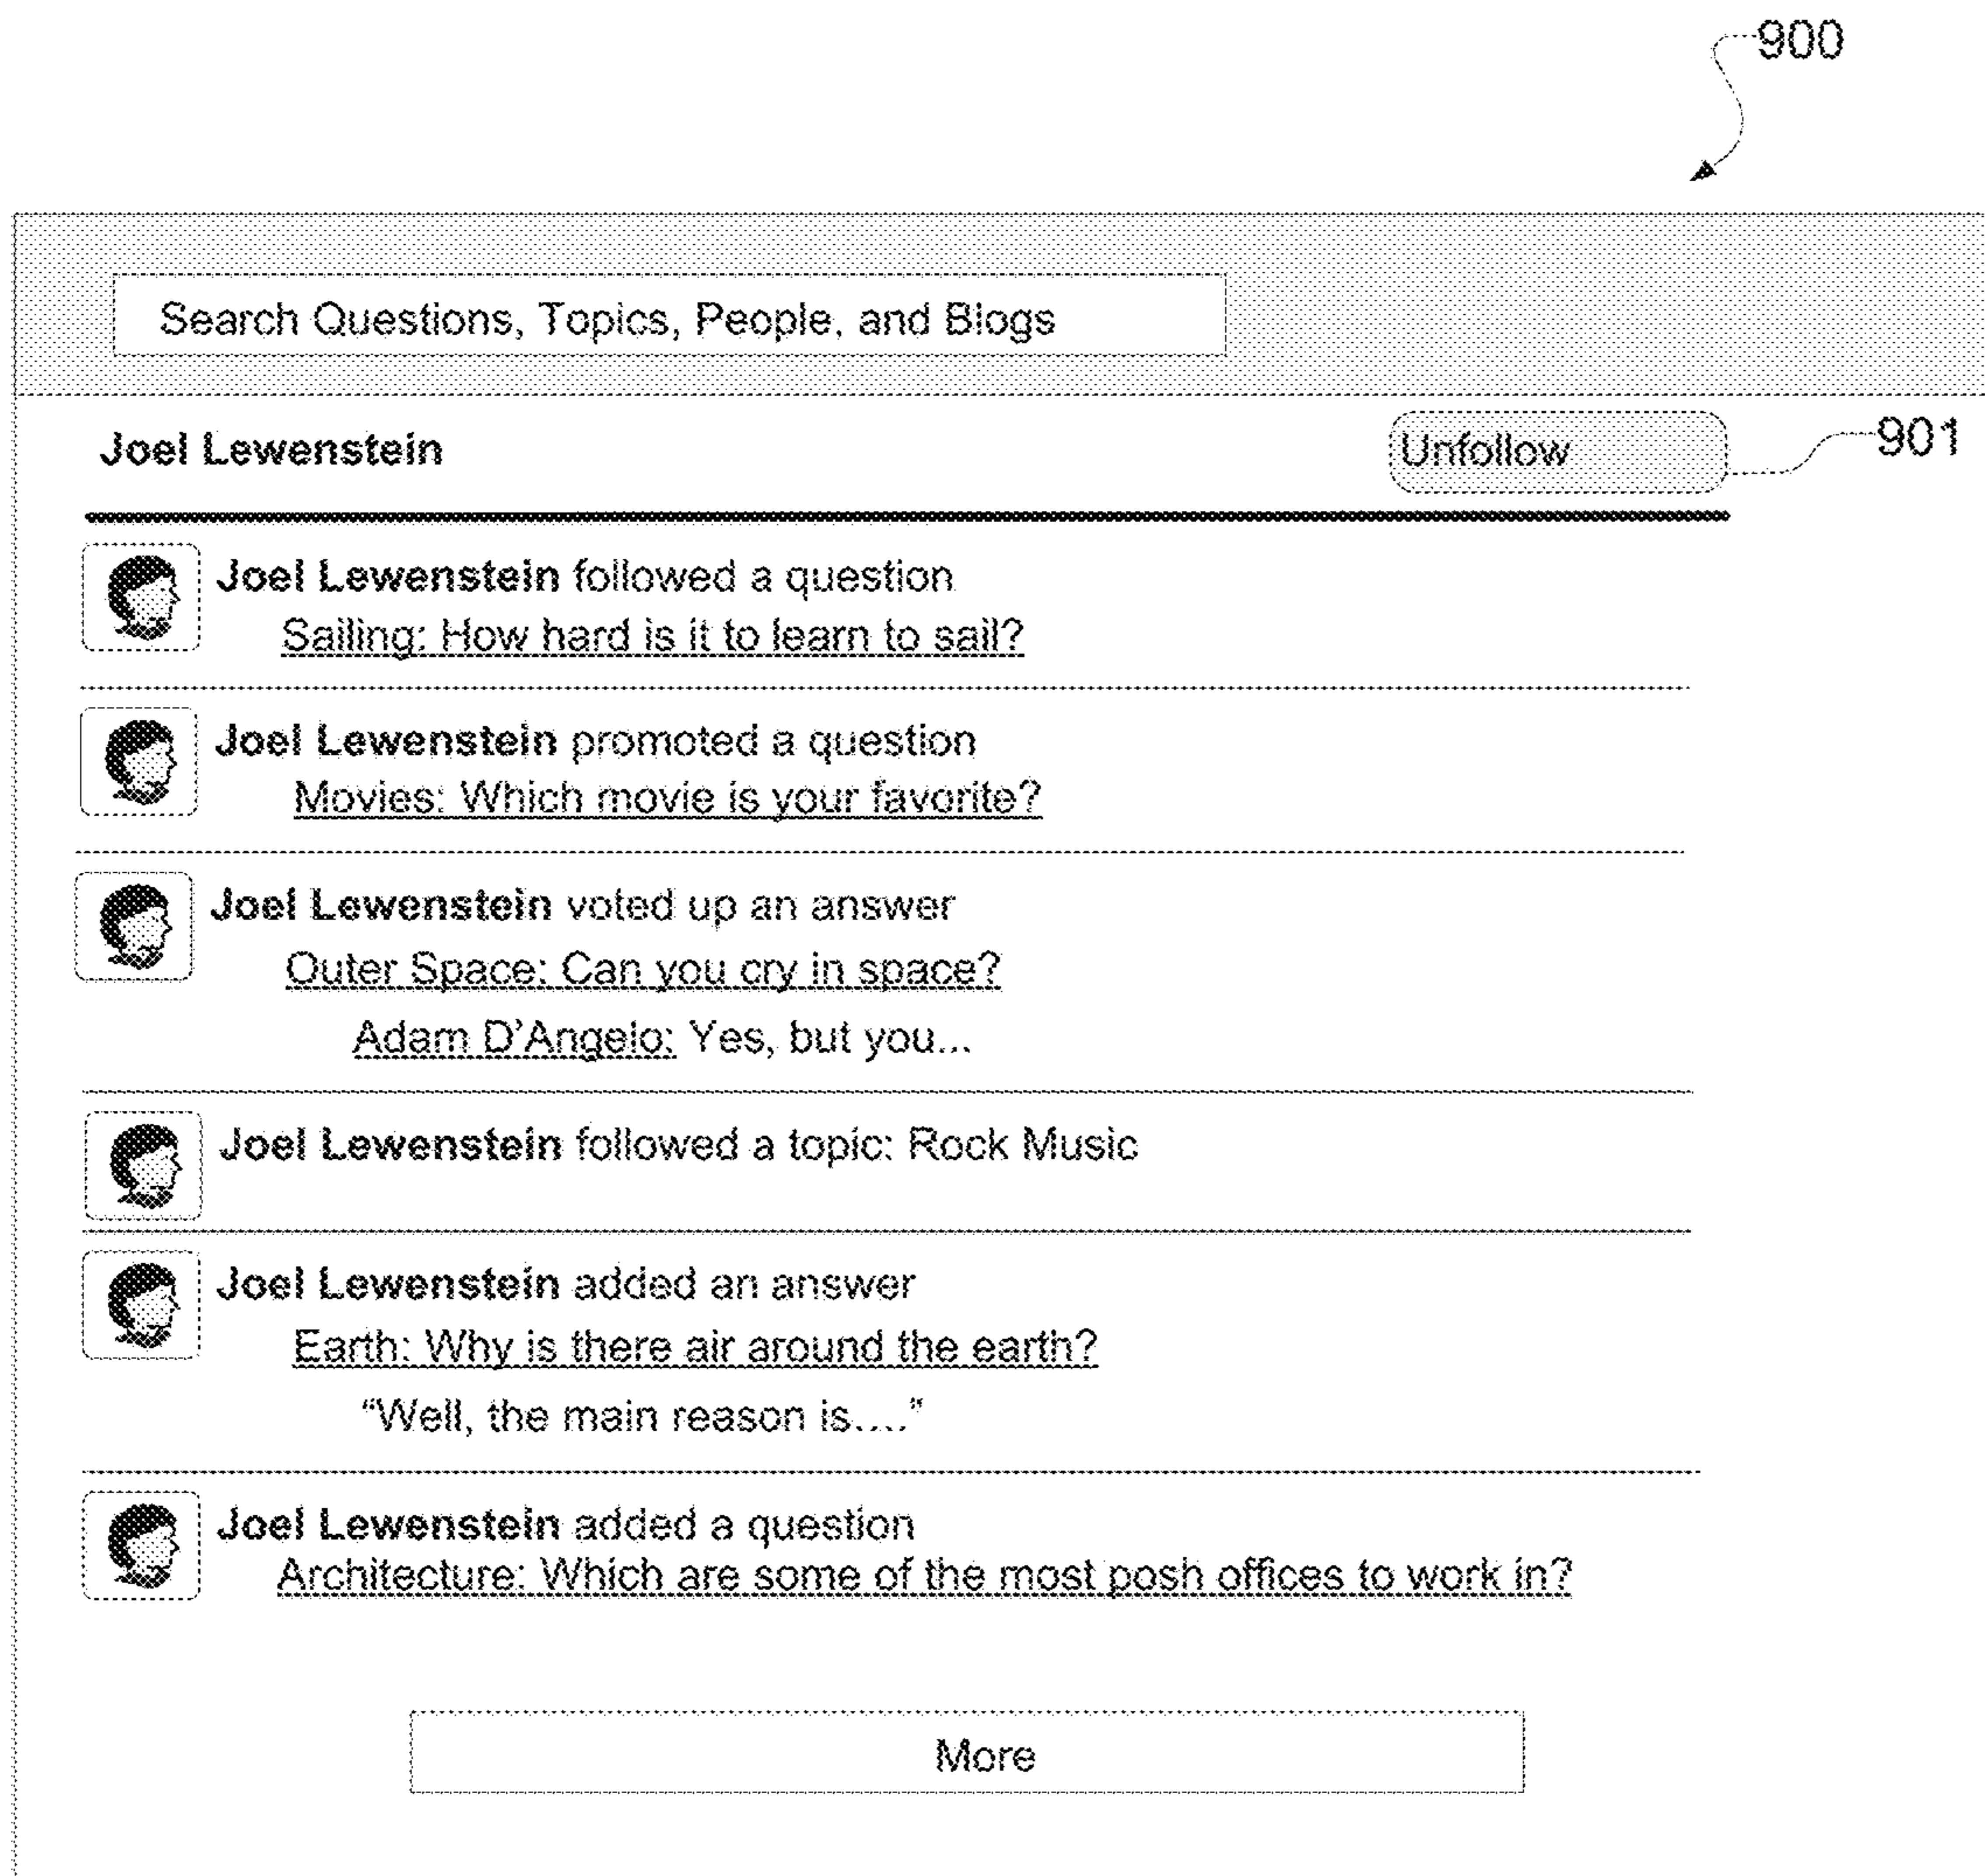 900
Search Questions, Topics, People, and Blogs
Joel Lewenstein
Unfollow
901
Joel Lewenstein followed a question
Sailing: How hard is it to learn to sail?
Joel Lewenstein promoted a question
Movies: Which movie is your favorite?
Joel Lewenstein voted up an answer
Outer Space: Can you cry in space?
Adam D’Angelo: Yes, but you...
Joel Lewenstein followed a topic: Rock Music
Joel Lewenstein added an answer
Earth: Why is there air around the earth?
“Well, the main reason is....”
Joel Lewenstein added a question
Architecture: Which are some of the most posh offices to work in?
More